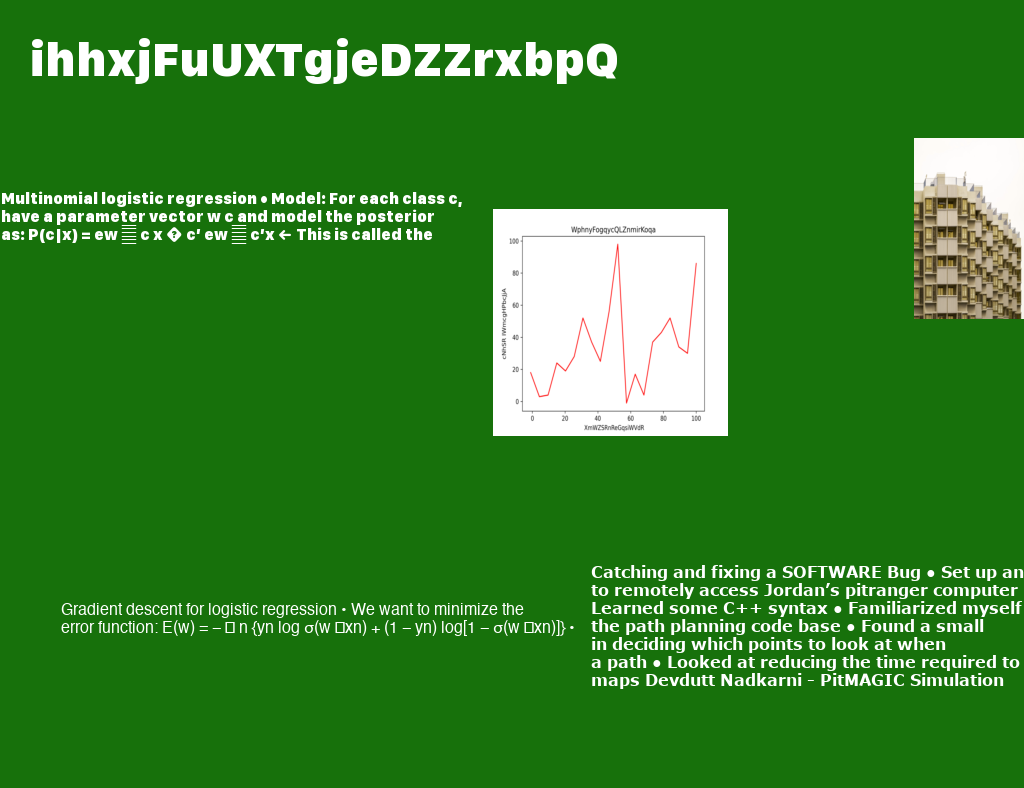 ihhxjFuUXTgjeDZZrxbpQ
Multinomial logistic regression • Model: For each class c,
have a parameter vector w c and model the posterior
as: P(c|x) = ew c x � c’ ew c’x ← This is called the
WphnyFogqycQLZnmirKoqa
100
80
60
40
20
0
0 20 40 60 80 100
XmWZSRnReGqsiWVdR
Gradient descent for logistic regression • We want to minimize the
error function: E(w) = – n {yn log σ(w xn) + (1 – yn) log[1 – σ(w xn)]} •
Catching and fixing a SOFTWARE Bug ● Set up an
to remotely access Jordan’s pitranger computer
Learned some C++ syntax ● Familiarized myself
the path planning code base ● Found a small
in deciding which points to look at when
a path ● Looked at reducing the time required to
maps Devdutt Nadkarni - PitMAGIC Simulation